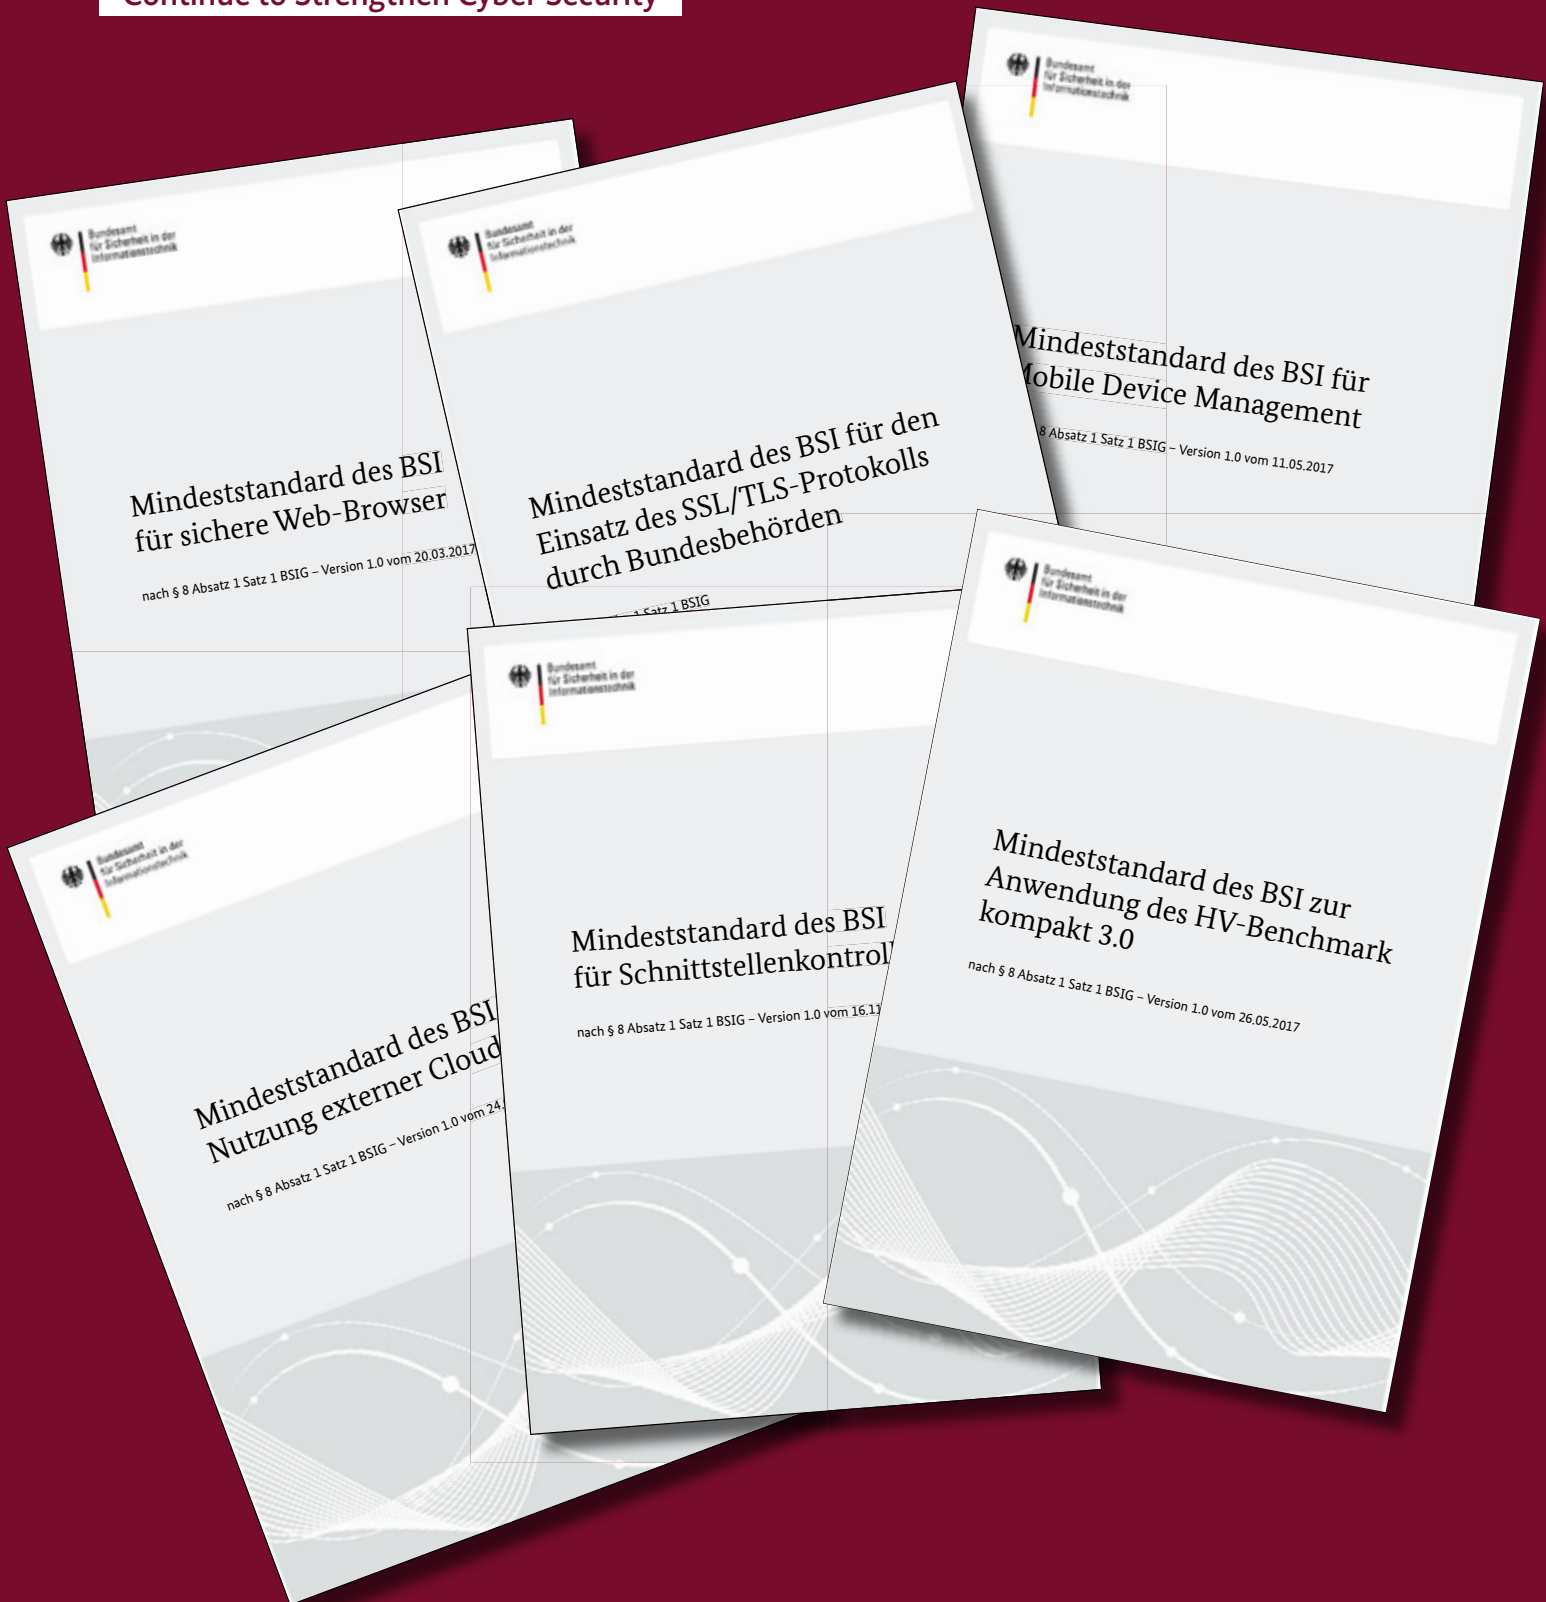 Continue to Strengthen Cyber Security
Bundesamt
für Sicherheit in der
Informationstechnik
Mindeststandard des BSI
für sichere Web-Browser
nach § 8 Absatz 1 Satz 1 BSIG – Version 1.0 vom 20.03.2017
Bundesamt
für Sicherheit in der
Informationstechnik
Mindeststandard des BSI für den
Einsatz des SSL/TLS-Protokolls
durch Bundesbehörden
1 Satz 1 BSIG
Bundesamt
für Sicherheit in der
Informationstechnik
Mindeststandard des BSI für
Mobile Device Management
8 Absatz 1 Satz 1 BSIG – Version 1.0 vom 11.05.2017
Bundesamt
für Sicherheit in der
Informationstechnik
Mindeststandard des BSI
Nutzung externer Cloud
nach § 8 Absatz 1 Satz 1 BSIG – Version 1.0 vom 24.
Bundesamt
für Sicherheit in der
Informationstechnik
Mindeststandard des BSI
für Schnittstellenkontroll
nach § 8 Absatz 1 Satz 1 BSIG – Version 1.0 vom 16.11
Bundesamt
für Sicherheit in der
Informationstechnik
Mindeststandard des BSI zur
Anwendung des HV-Benchmark
kompakt 3.0
nach § 8 Absatz 1 Satz 1 BSIG – Version 1.0 vom 26.05.2017